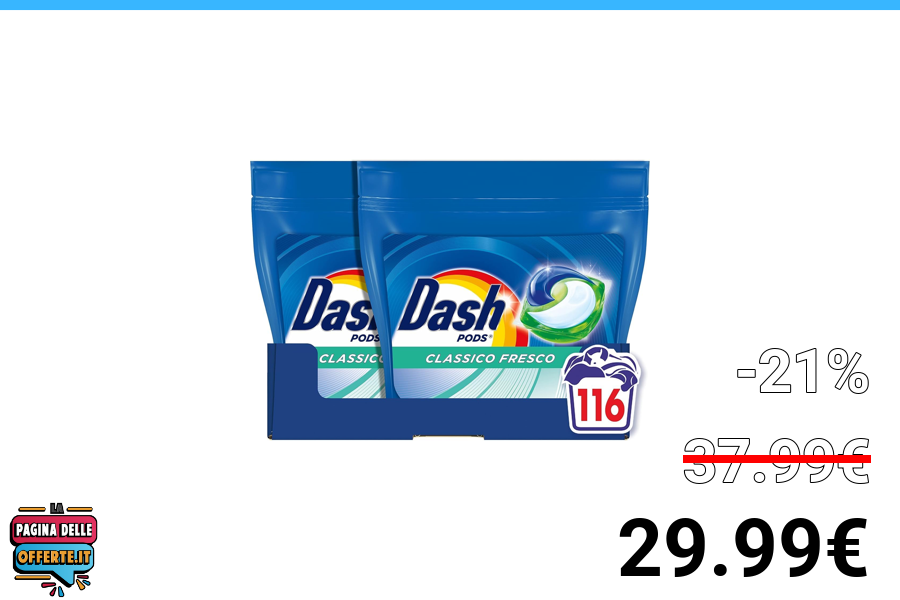 Dash
PODS
CLASSICO
Dash
PODS®
CLASSICO FRESCO
116
-21%
37.99€
29.99€
LA
PAGINA DELLE
OFFERTE.IT